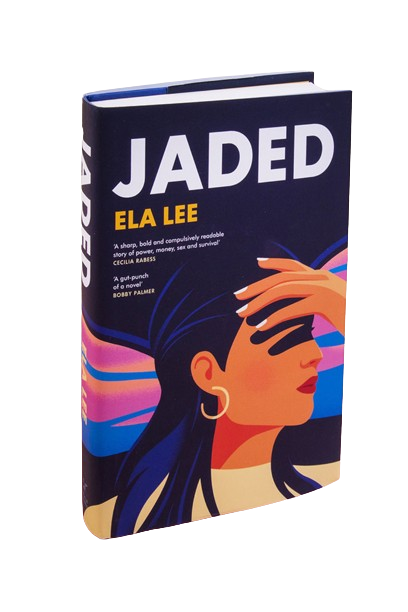 JADED
ELA LEE
'A sharp, bold and compulsively readable
story of power, money, sex and survival'
CECILIA RABESS
'A gut-punch
of a novel'
BOBBY PALMER
JADED